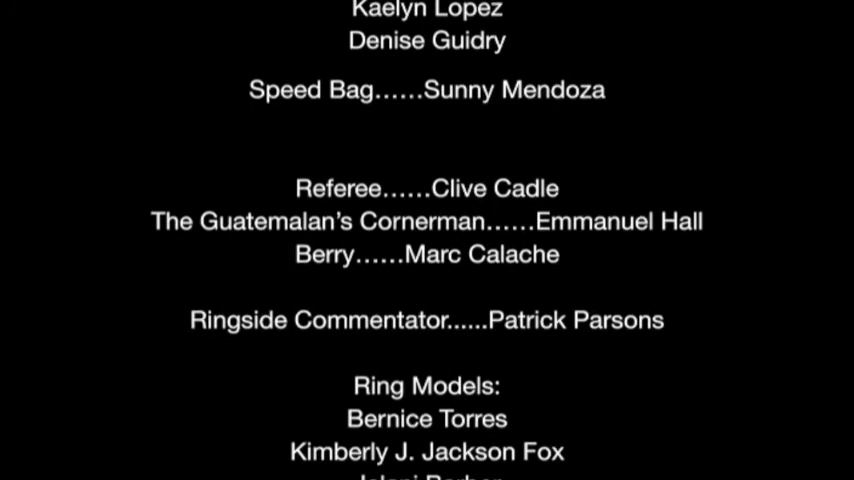 Kaelyn Lopez
Denise Guidry
Speed Bag......Sunny Mendoza
Referee......Clive Cadle
The Guatemalan's Cornerman......Emmanuel Hall
Berry......Marc Calache
Ringside Commentator......Patrick Parsons
Ring Models:
Bernice Torres
Kimberly J. Jackson Fox